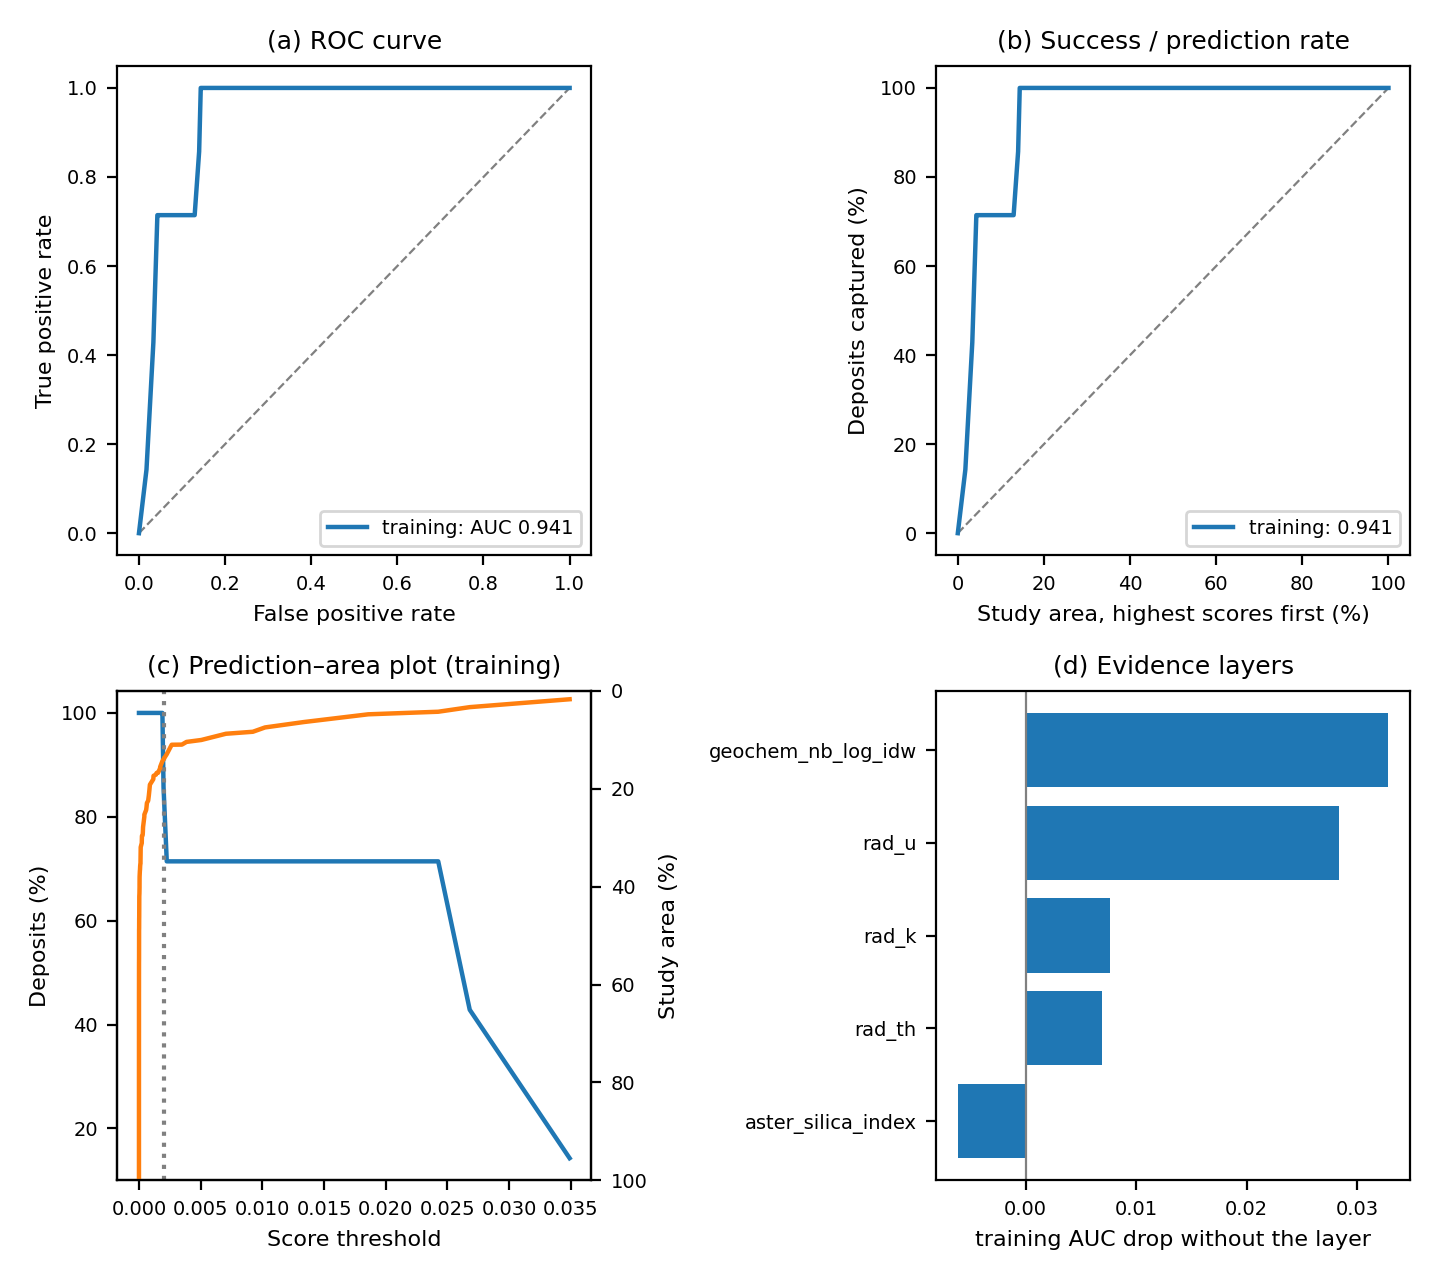 (a) ROC curve
1.0
0.8
0.6
0.4
0.2
0.0
True positive rate
training: AUC 0.941
0.0 0.2 0.4 0.6 0.8 1.0
False positive rate
(b) Success / prediction rate
100
80
60
40
20
0
Deposits captured (%)
training: 0.941
0 20 40 60 80 100
Study area, highest scores first (%)
(c) Prediction–area plot (training)
100
80
60
40
20
Deposits (%)
0
20
40
60
80
100
Study area (%)
0.000 0.005 0.010 0.015 0.020 0.025 0.030 0.035
Score threshold
(d) Evidence layers
geochem_nb_log_idw
rad_u
rad_k
rad_th
aster_silica_index
0.00 0.01 0.02 0.03
training AUC drop without the layer